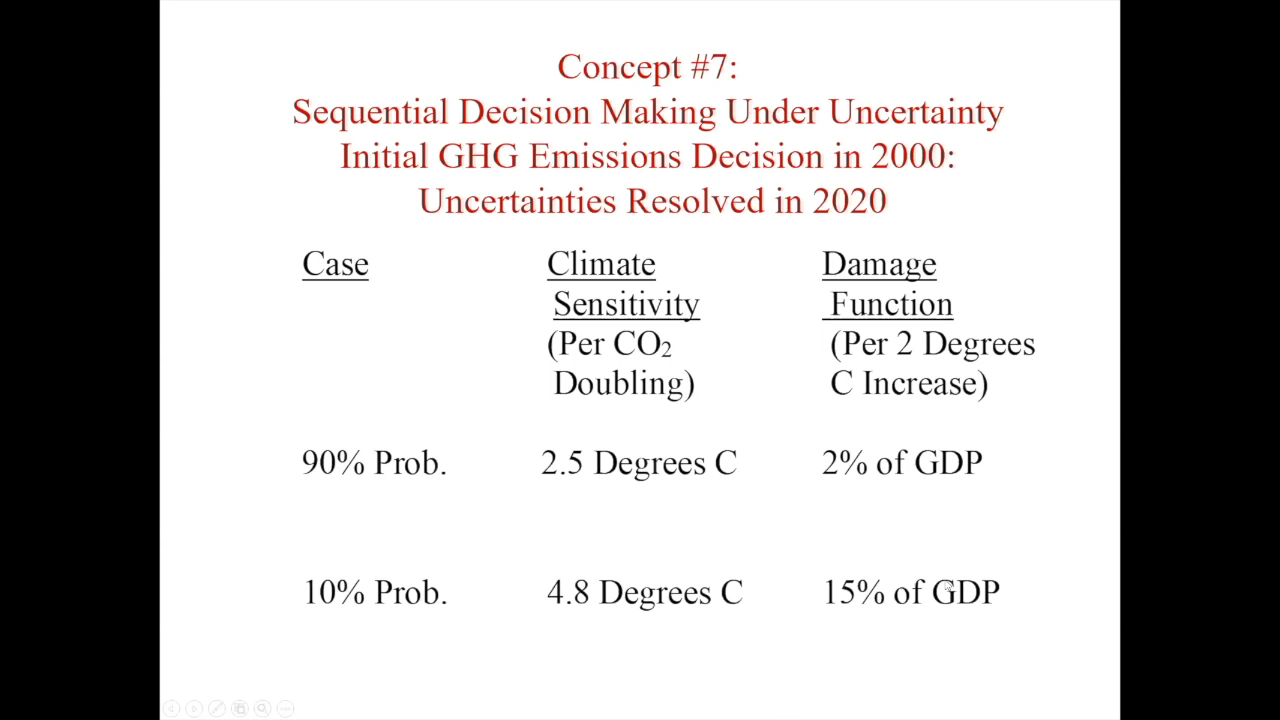 Concept #7:
Sequential Decision Making Under Uncertainty
Initial GHG Emissions Decision in 2000:
Uncertainties Resolved in 2020
Case Climate Damage
Sensitivity Function
(Per CO₂ (Per 2 Degrees
Doubling) C Increase)
90% Prob. 2.5 Degrees C 2% of GDP
10% Prob. 4.8 Degrees C 15% of GDP